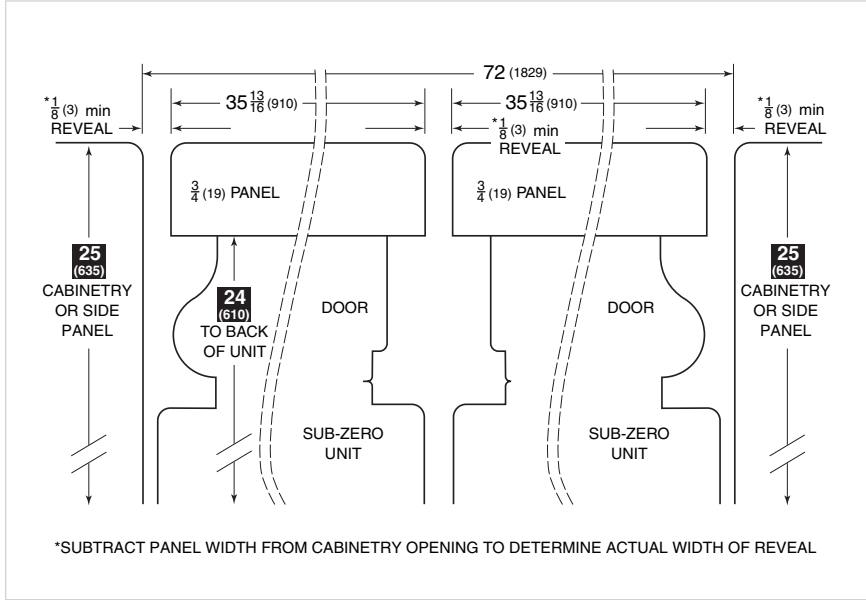 72 (1829)
35 13/16 (910)
35 13/16 (910)
*1/8 (3) min
REVEAL
*1/8 (3) min
REVEAL
*1/8 (3) min
REVEAL
3/4 (19) PANEL
3/4 (19) PANEL
25
(635)
CABINETRY
OR SIDE
PANEL
24
(610)
TO BACK
OF UNIT
DOOR
DOOR
25
(635)
CABINETRY
OR SIDE
PANEL
SUB-ZERO
UNIT
SUB-ZERO
UNIT
*SUBTRACT PANEL WIDTH FROM CABINETRY OPENING TO DETERMINE ACTUAL WIDTH OF REVEAL